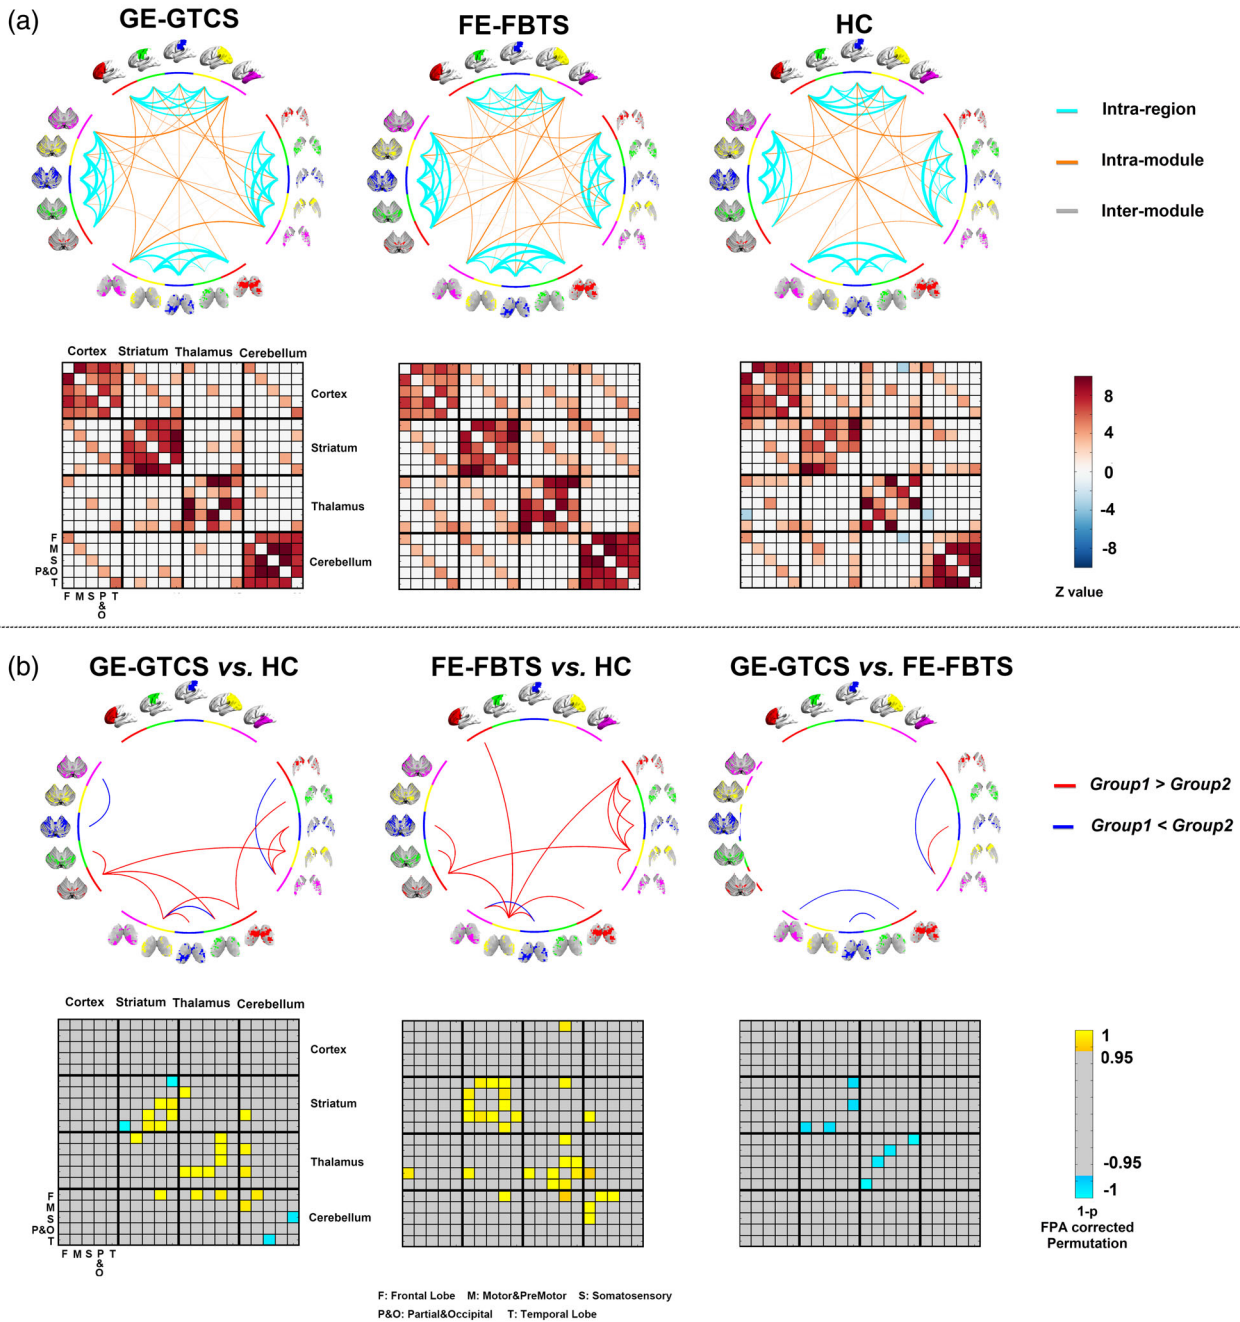 (a)
GE-GTCS
FE-FBTS
HC
Intra-region
Intra-module
Inter-module
Cortex Striatum Thalamus Cerebellum
Cortex
Striatum
Thalamus
Cerebellum
F
M
S
P&O
T
F M S P T
&
O
8
4
0
-4
-8
Z value
(b)
GE-GTCS vs. HC
FE-FBTS vs. HC
GE-GTCS vs. FE-FBTS
Group1 > Group2
Group1 < Group2
Cortex Striatum Thalamus Cerebellum
Cortex
Striatum
Thalamus
Cerebellum
F
M
S
P&O
T
F M S P T
&
O
1
0.95
-0.95
-1
1-p
FPA corrected
Permutation
F: Frontal Lobe M: Motor&PreMotor S: Somatosensory
P&O: Partial&Occipital T: Temporal Lobe